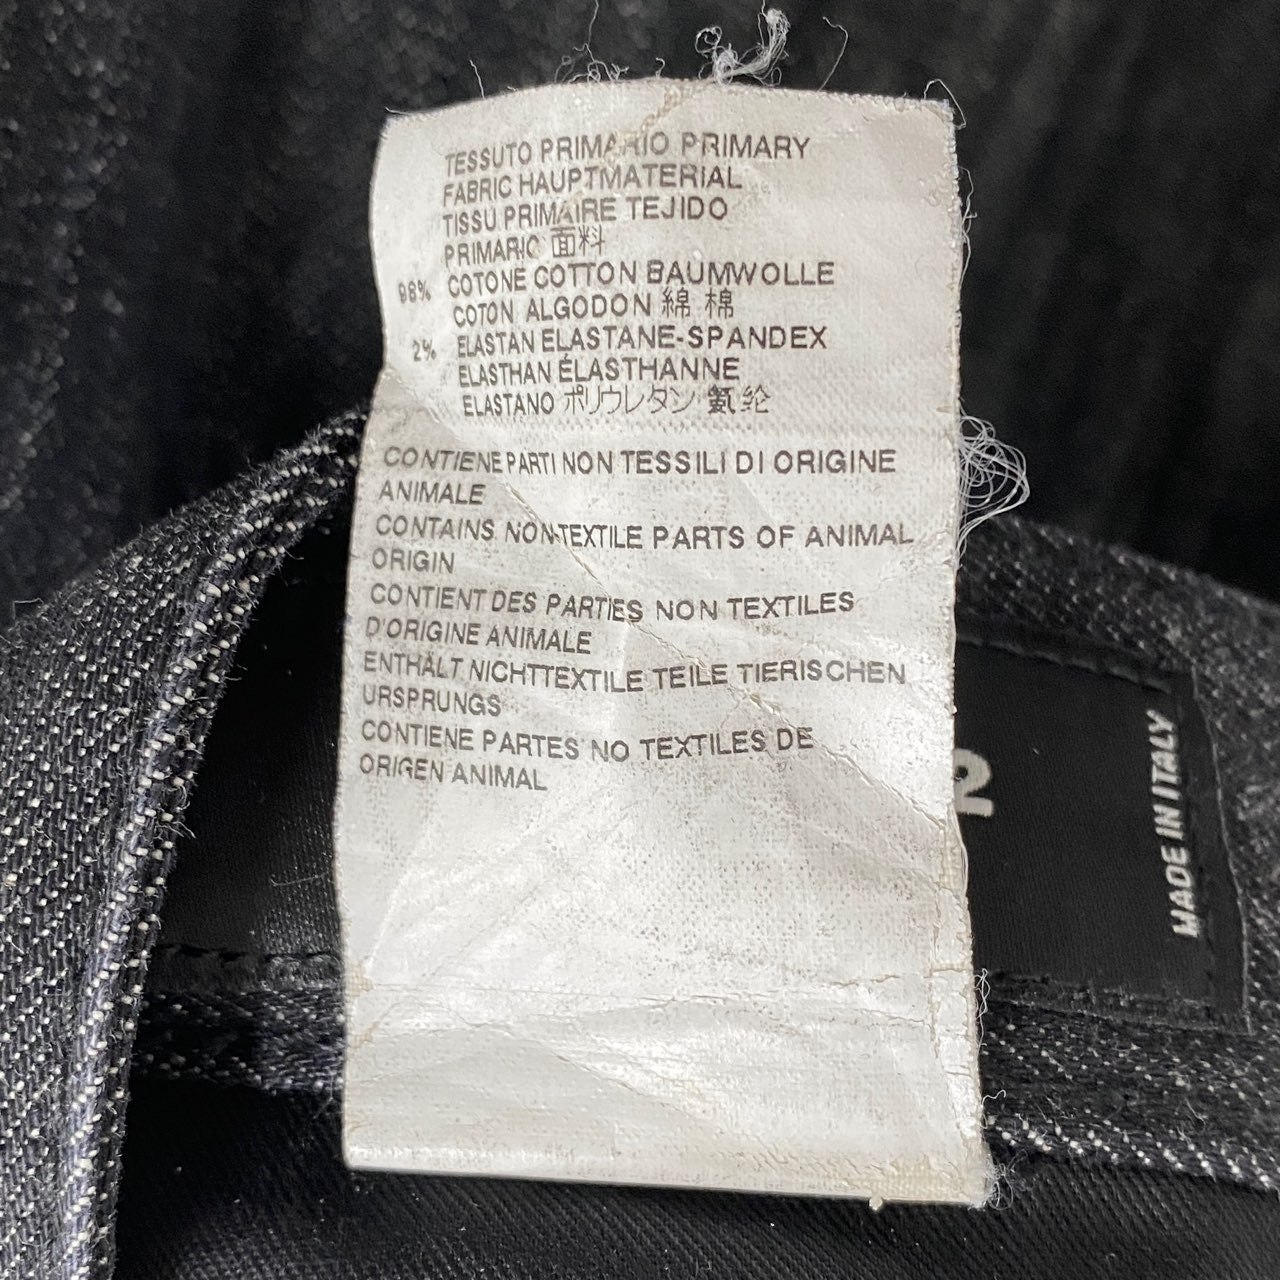 TESSUTO PRIMARIO PRIMARY
FABRIC HAUPTMATERIAL
TISSU PRIMAIRE TEJIDO
PRIMARIO 面料
98% COTONE COTTON BAUMWOLLE
COTON ALGODON 綿 棉
2% ELASTAN ELASTANE-SPANDEX
ELASTHAN ÉLASTHANNE
ELASTANO ポリウレタン 氨纶
CONTIENE PARTI NON TESSILI DI ORIGINE
ANIMALE
CONTAINS NON-TEXTILE PARTS OF ANIMAL
ORIGIN
CONTIENT DES PARTIES NON TEXTILES
D'ORIGINE ANIMALE
ENTHÄLT NICHTTEXTILE TEILE TIERISCHEN
URSPRUNGS
CONTIENE PARTES NO TEXTILES DE
ORIGEN ANIMAL
2
MADE IN ITALY